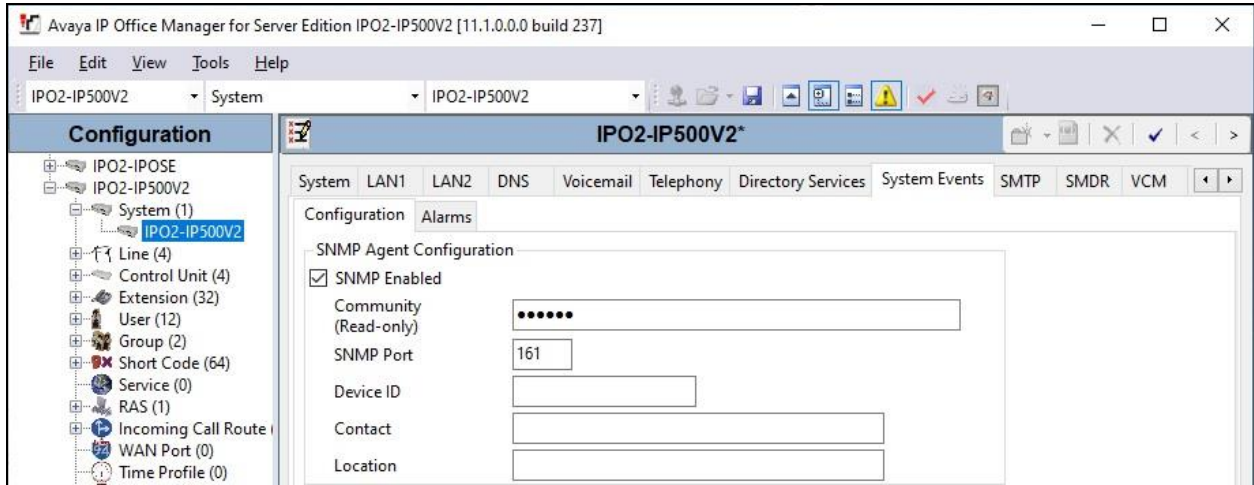 Avaya IP Office Manager for Server Edition IPO2-IP500V2 [11.1.0.0.0 build 237]
File Edit View Tools Help
IPO2-IP500V2 System IPO2-IP500V2
Configuration
IPO2-IP500V2*
IPO2-IPOSE
IPO2-IP500V2
System (1)
IPO2-IP500V2
Line (4)
Control Unit (4)
Extension (32)
User (12)
Group (2)
Short Code (64)
Service (0)
RAS (1)
Incoming Call Route (
WAN Port (0)
Time Profile (0)
System LAN1 LAN2 DNS Voicemail Telephony Directory Services System Events SMTP SMDR VCM
Configuration Alarms
SNMP Agent Configuration
SNMP Enabled
Community
(Read-only) ●●●●●●
SNMP Port 161
Device ID
Contact
Location